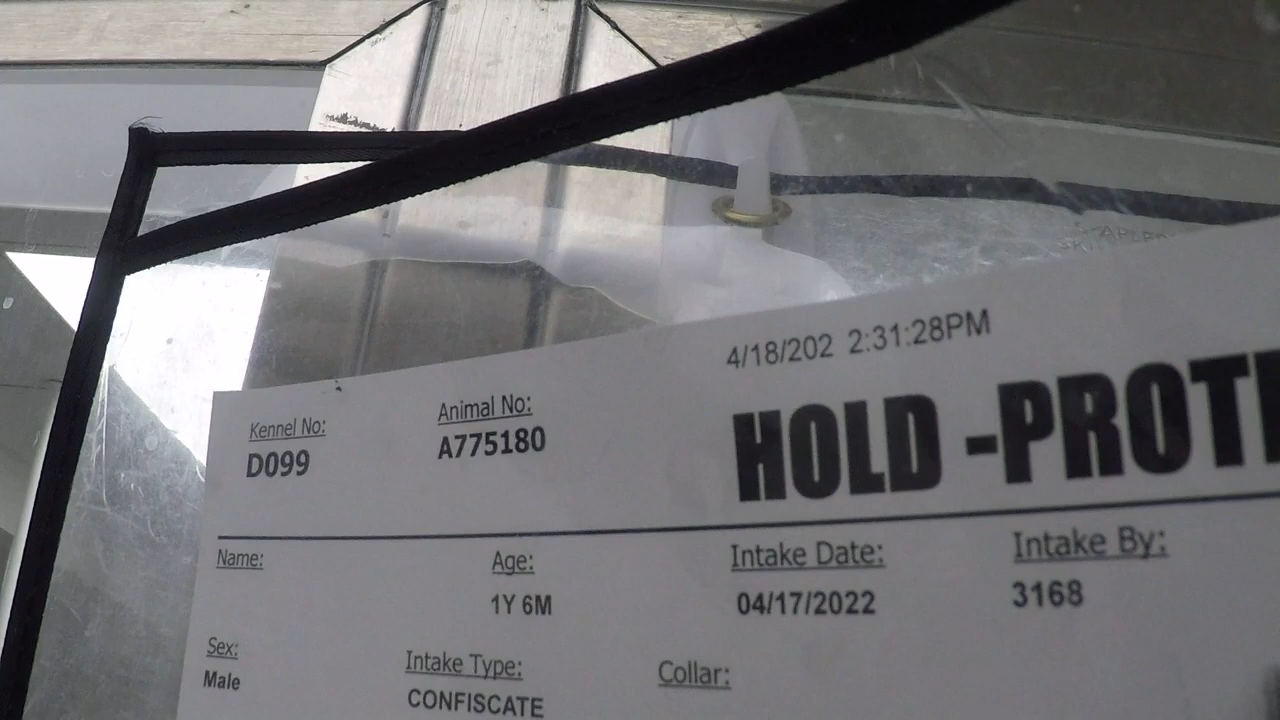 4/18/202 2:31:28PM
Kennel No: Animal No:
D099 A775180 HOLD -PROT
Name: Age: Intake Date: Intake By:
1Y 6M 04/17/2022 3168
Sex: Intake Type: Collar:
Male CONFISCATE